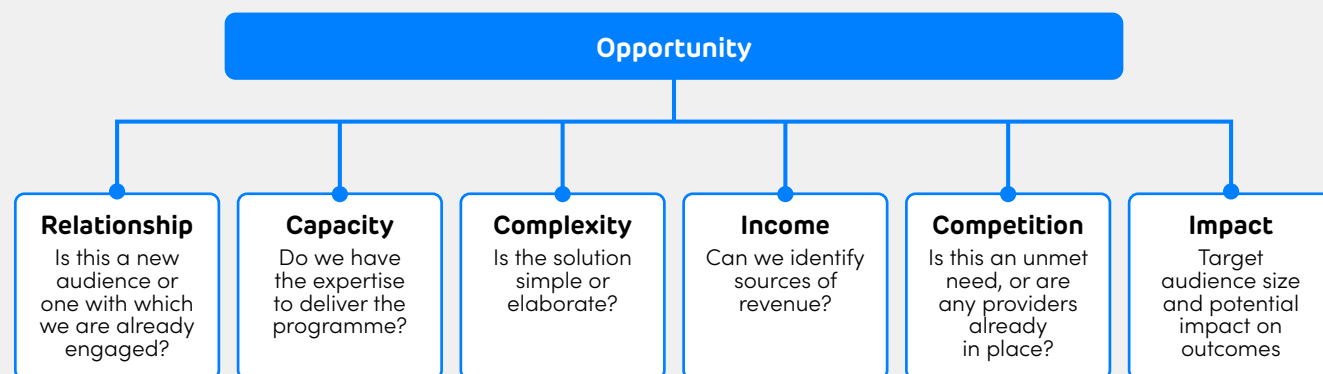 Opportunity
Relationship
Is this a new
audience or
one with which
we are already
engaged?
Capacity
Do we have
the expertise
to deliver the
programme?
Complexity
Is the solution
simple or
elaborate?
Income
Can we identify
sources of
revenue?
Competition
Is this an unmet
need, or are
any providers
already
in place?
Impact
Target
audience size
and potential
impact on
outcomes